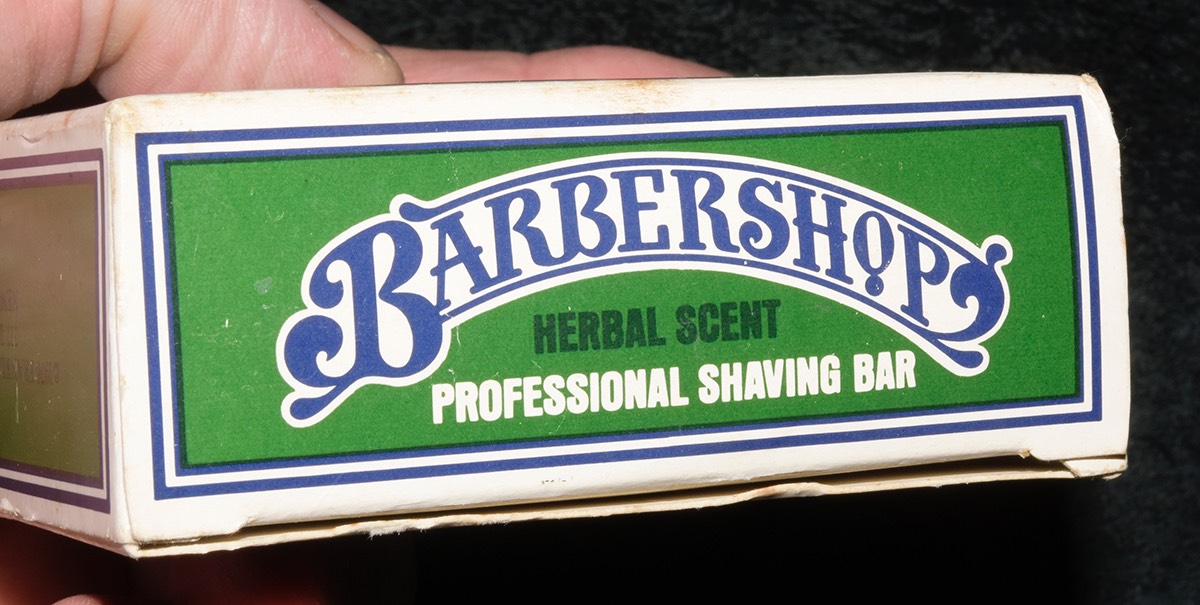 BARBERSHOP
HERBAL SCENT
PROFESSIONAL SHAVING BAR